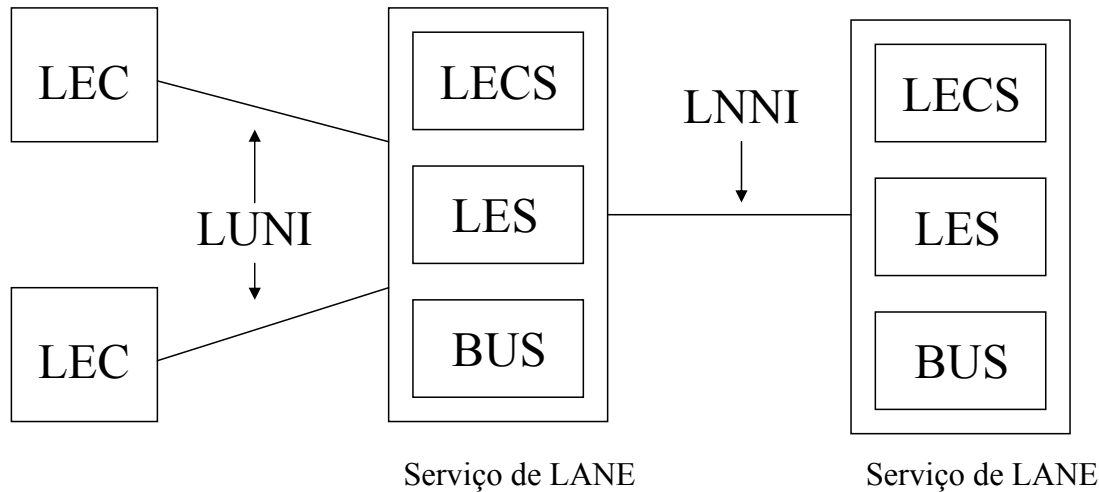 LEC
LUNI
LEC
LECS
LES
BUS
Serviço de LANE
LNNI
LECS
LES
BUS
Serviço de LANE